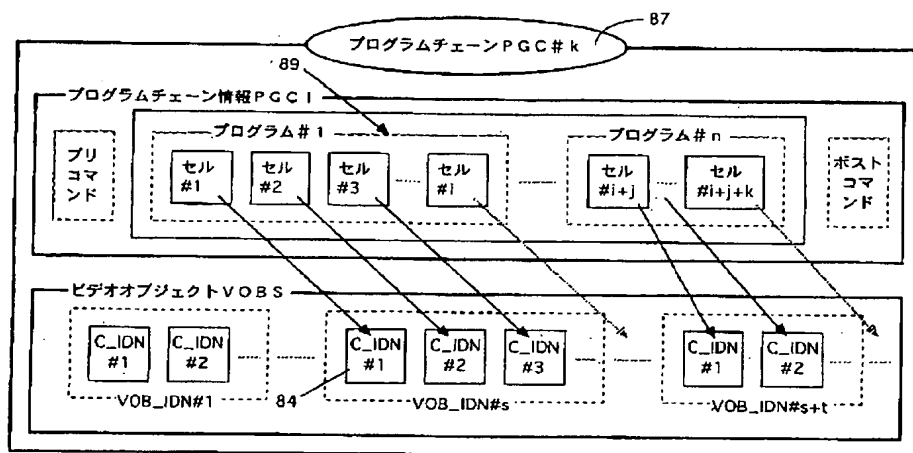 87
プログラムチェーンPGC#k
89
プログラムチェーン情報PGCI
プログラム#1
プログラム#n
プリ
コマ
ンド
セル
#1
セル
#2
セル
#3
セル
#i
セル
#i+j
セル
#i+j+k
ポスト
コマ
ンド
ビデオオブジェクトVOBS
C_IDN
#1
C_IDN
#2
C_IDN
#1
C_IDN
#2
C_IDN
#3
C_IDN
#1
C_IDN
#2
84
VOB_IDN#1
VOB_IDN#s
VOB_IDN#s+t